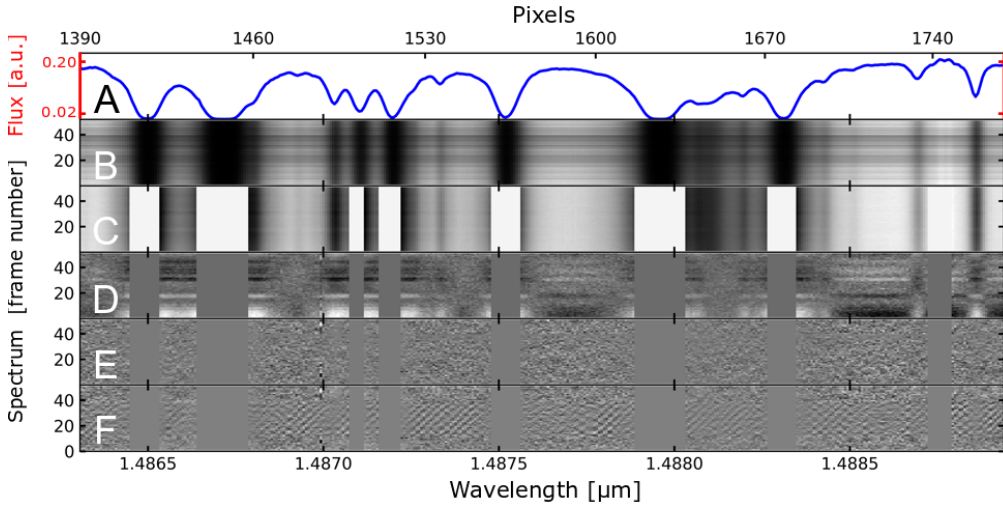 Pixels
1390 1460 1530 1600 1670 1740
Flux [a.u.]
0.20
0.02
A
40
20
B
40
20
C
40
20
D
40
20
E
40
20
0
F
Spectrum [frame number]
1.4865 1.4870 1.4875 1.4880 1.4885
Wavelength [μm]